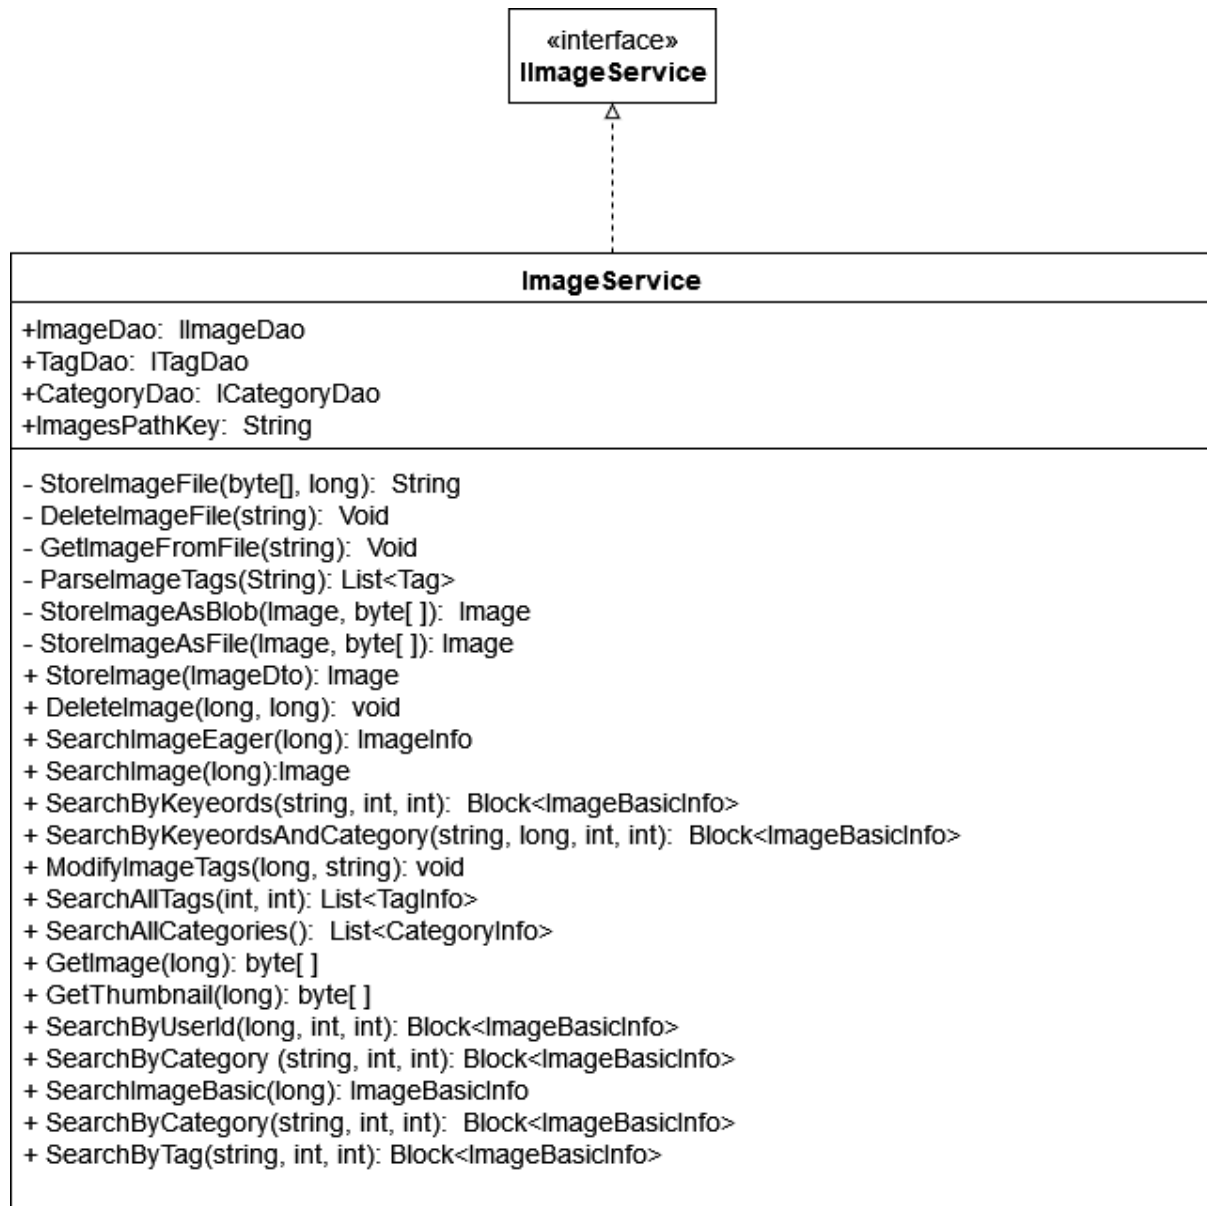 «interface»
IImageService
ImageService
+ImageDao:  IImageDao
+TagDao:  ITagDao
+CategoryDao:  ICategoryDao
+ImagesPathKey:  String
- StoreImageFile(byte[], long):  String
- DeleteImageFile(string):  Void
- GetImageFromFile(string):  Void
- ParseImageTags(String): List<Tag>
- StoreImageAsBlob(Image, byte[ ]):  Image
- StoreImageAsFile(Image, byte[ ]): Image
+ StoreImage(ImageDto): Image
+ DeleteImage(long, long):  void
+ SearchImageEager(long): ImageInfo
+ SearchImage(long):Image
+ SearchByKeyeords(string, int, int):  Block<ImageBasicInfo>
+ SearchByKeyeordsAndCategory(string, long, int, int):  Block<ImageBasicInfo>
+ ModifyImageTags(long, string): void
+ SearchAllTags(int, int): List<TagInfo>
+ SearchAllCategories():  List<CategoryInfo>
+ GetImage(long): byte[ ]
+ GetThumbnail(long): byte[ ]
+ SearchByUserId(long, int, int): Block<ImageBasicInfo>
+ SearchByCategory (string, int, int): Block<ImageBasicInfo>
+ SearchImageBasic(long): ImageBasicInfo
+ SearchByCategory(string, int, int):  Block<ImageBasicInfo>
+ SearchByTag(string, int, int): Block<ImageBasicInfo>